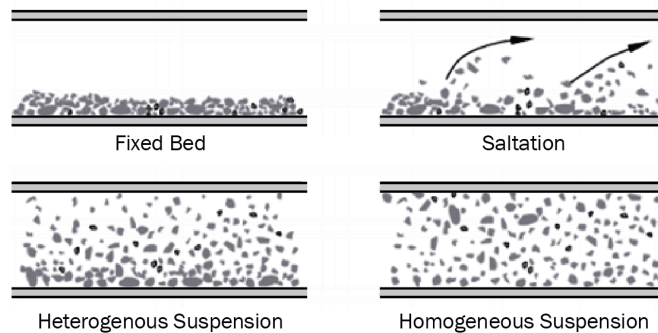 Fixed Bed
Saltation
Heterogenous Suspension
Homogeneous Suspension